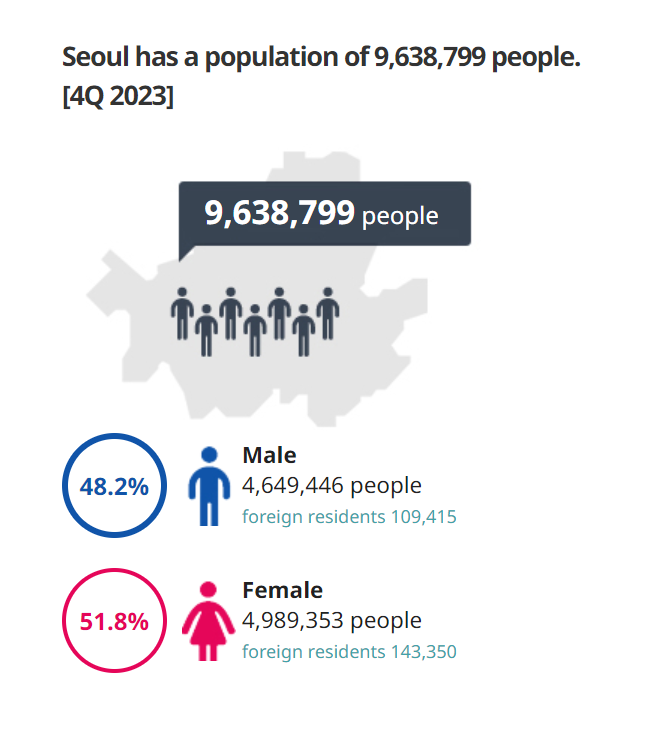 Seoul has a population of 9,638,799 people.
[4Q 2023]
9,638,799 people
48.2%
Male
4,649,446 people
foreign residents 109,415
51.8%
Female
4,989,353 people
foreign residents 143,350